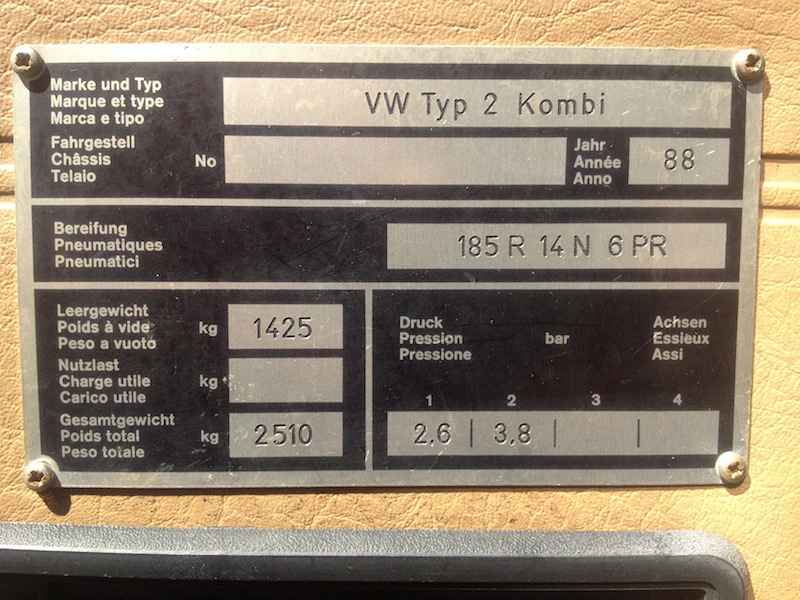 Marke und Typ
Marque et type
Marca e tipo
VW Typ 2 Kombi
Fahrgestell
Châssis
Telaio
No
Jahr
Année
Anno
88
Bereifung
Pneumatiques
Pneumatici
185 R 14 N 6 PR
Leergewicht
Poids à vide
Peso a vuoto
kg
1425
Nutzlast
Charge utile
Carico utile
kg
Gesamtgewicht
Poids total
Peso totale
kg
2510
Druck
Pression
Pressione
bar
Achsen
Essieux
Assi
1 2 3 4
2,6 | 3,8 | |